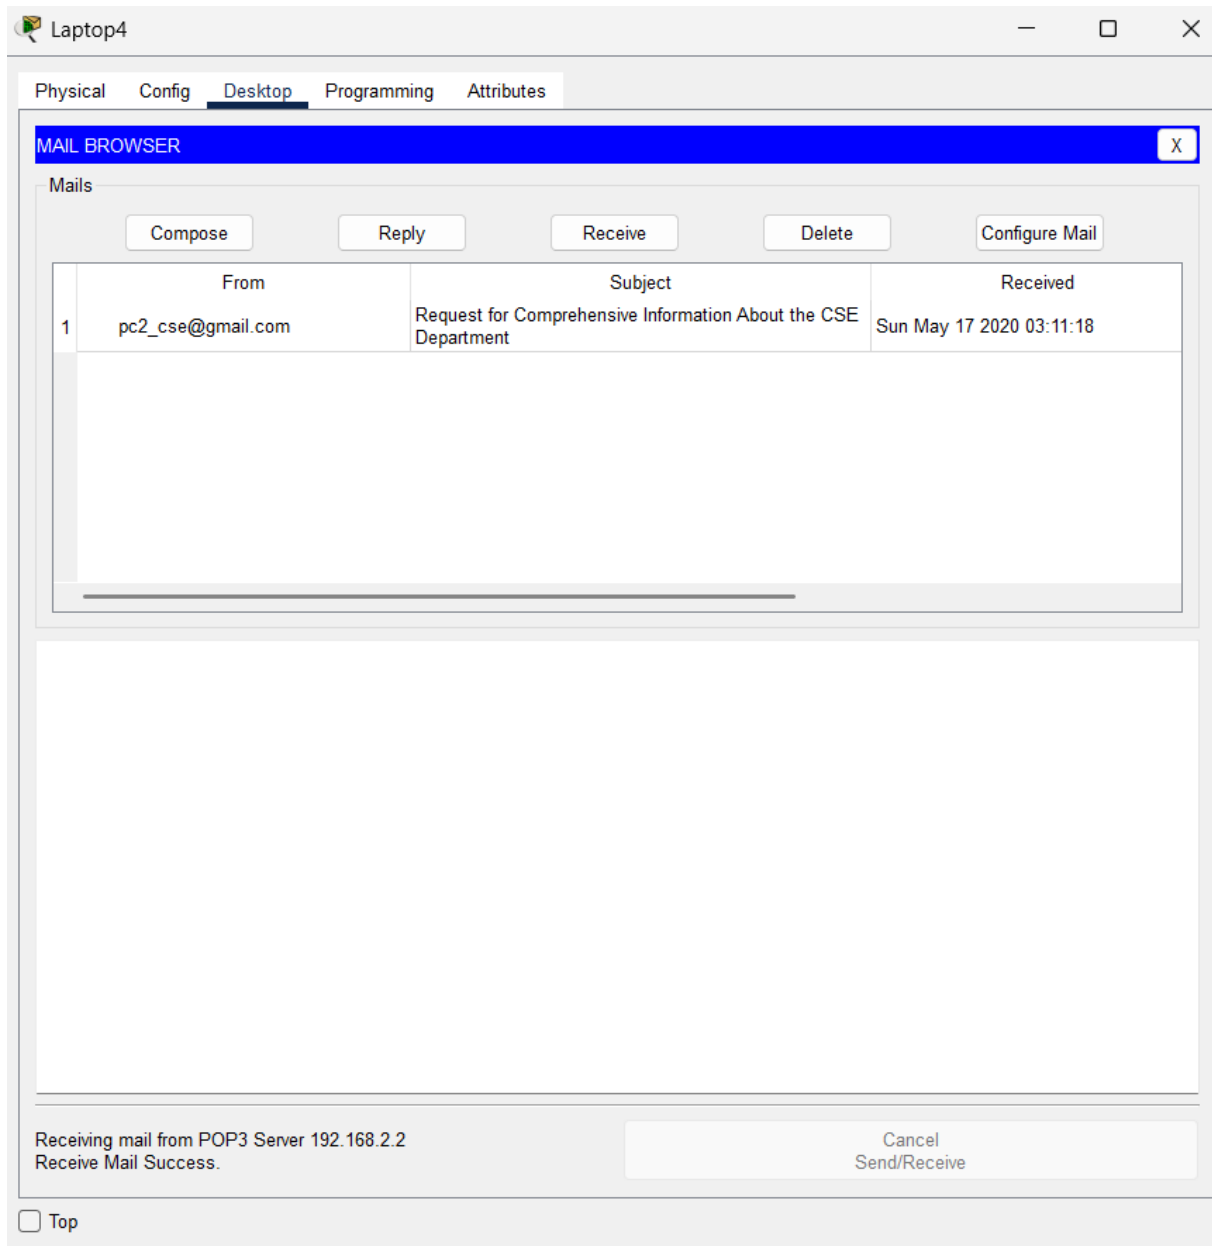 Laptop4
Physical Config Desktop Programming Attributes
MAIL BROWSER X
Mails
Compose Reply Receive Delete Configure Mail
From Subject Received
1 pc2_cse@gmail.com Request for Comprehensive Information About the CSE Department Sun May 17 2020 03:11:18
Receiving mail from POP3 Server 192.168.2.2
Receive Mail Success.
Cancel
Send/Receive
Top